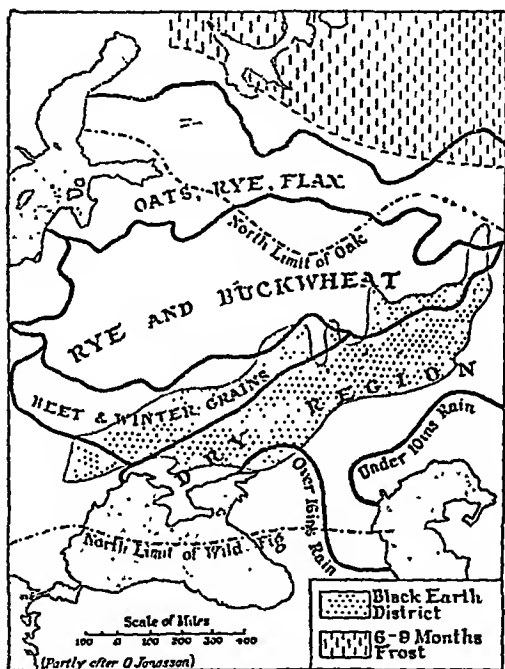 OATS, RYE, FLAX
North Limit of Oak
RYE AND BUCKWHEAT
BEET & WINTER GRAINS
DRY REGION
Under 10ins Rain
Over 16ins Rain
North Limit of Wild Fig
Black Earth
District
6-9 Months
Frost
Scale of Miles
100 0 100 200 300 400
(Partly after O Jonasson)